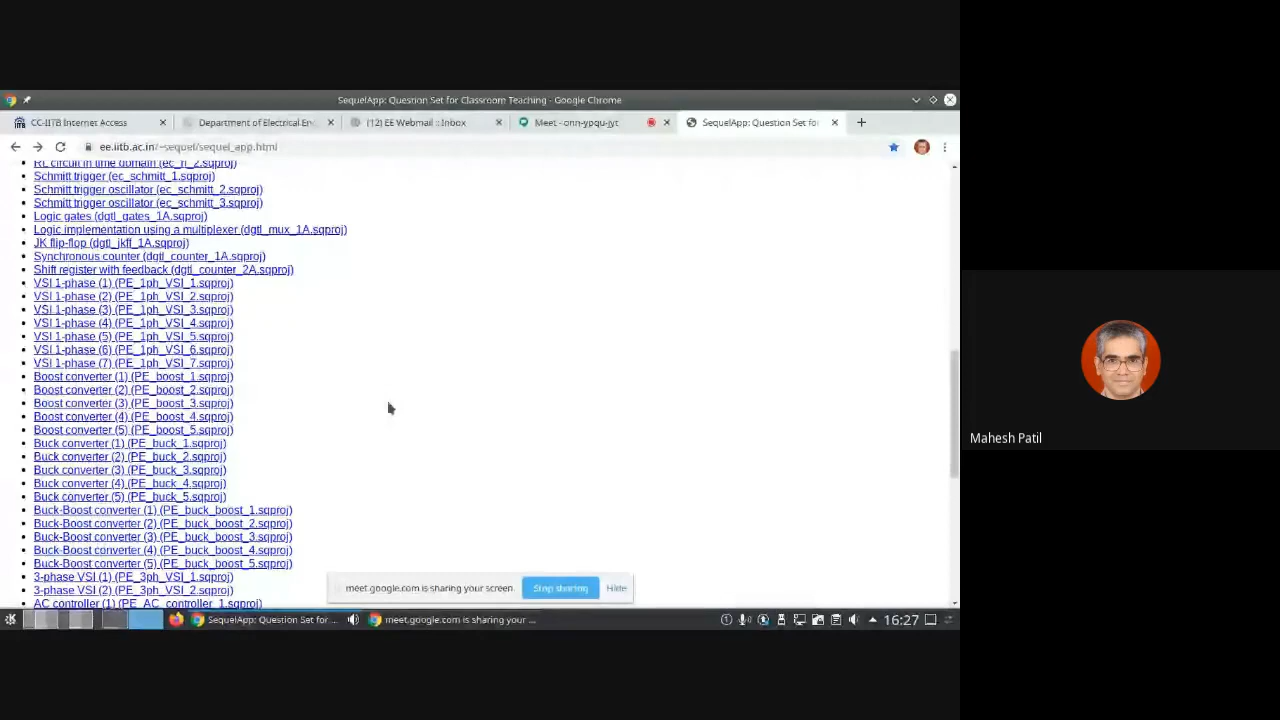 SequelApp: Question Set for Classroom Teaching - Google Chrome
CC-IITB Internet Access
Department of Electrical En
(12) EE Webmail :: Inbox
Meet - onn-ypqu-jyt
SequelApp: Question Set for
ee.iitb.ac.in/~sequel/sequel_app.html
RL circuit in time domain (ec_rl_2.sqproj)
Schmitt trigger (ec_schmitt_1.sqproj)
Schmitt trigger oscillator (ec_schmitt_2.sqproj)
Schmitt trigger oscillator (ec_schmitt_3.sqproj)
Logic gates (dgtl_gates_1A.sqproj)
Logic implementation using a multiplexer (dgtl_mux_1A.sqproj)
JK flip-flop (dgtl_jkff_1A.sqproj)
Synchronous counter (dgtl_counter_1A.sqproj)
Shift register with feedback (dgtl_counter_2A.sqproj)
VSI 1-phase (1) (PE_1ph_VSI_1.sqproj)
VSI 1-phase (2) (PE_1ph_VSI_2.sqproj)
VSI 1-phase (3) (PE_1ph_VSI_3.sqproj)
VSI 1-phase (4) (PE_1ph_VSI_4.sqproj)
VSI 1-phase (5) (PE_1ph_VSI_5.sqproj)
VSI 1-phase (6) (PE_1ph_VSI_6.sqproj)
VSI 1-phase (7) (PE_1ph_VSI_7.sqproj)
Boost converter (1) (PE_boost_1.sqproj)
Boost converter (2) (PE_boost_2.sqproj)
Boost converter (3) (PE_boost_3.sqproj)
Boost converter (4) (PE_boost_4.sqproj)
Boost converter (5) (PE_boost_5.sqproj)
Buck converter (1) (PE_buck_1.sqproj)
Buck converter (2) (PE_buck_2.sqproj)
Buck converter (3) (PE_buck_3.sqproj)
Buck converter (4) (PE_buck_4.sqproj)
Buck converter (5) (PE_buck_5.sqproj)
Buck-Boost converter (1) (PE_buck_boost_1.sqproj)
Buck-Boost converter (2) (PE_buck_boost_2.sqproj)
Buck-Boost converter (3) (PE_buck_boost_3.sqproj)
Buck-Boost converter (4) (PE_buck_boost_4.sqproj)
Buck-Boost converter (5) (PE_buck_boost_5.sqproj)
3-phase VSI (1) (PE_3ph_VSI_1.sqproj)
3-phase VSI (2) (PE_3ph_VSI_2.sqproj)
AC controller (1) (PE_AC_controller_1.sqproj)
meet.google.com is sharing your screen.
Stop sharing
Hide
SequelApp: Question Set for ...
meet.google.com is sharing your ...
16:27
Mahesh Patil